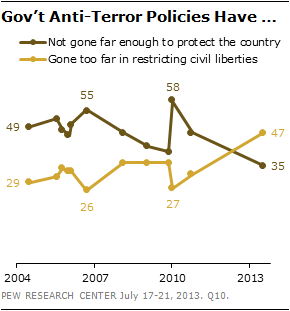 Gov't Anti-Terror Policies Have ...
Not gone far enough to protect the country
Gone too far in restricting civil liberties
58
55
49
47
35
29
26
27
2004 2007 2010 2013
PEW RESEARCH CENTER July 17-21, 2013. Q10.